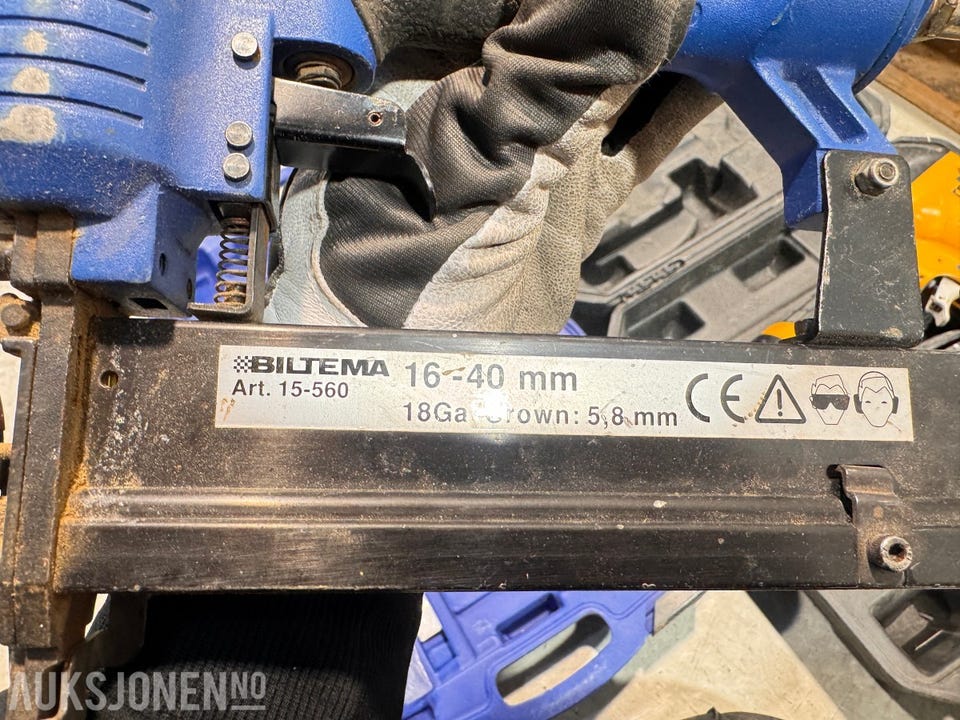 BILTEMA 16-40 mm
Art. 15-560
18Ga Crown: 5,8 mm
CE
AUKSJONEN NO